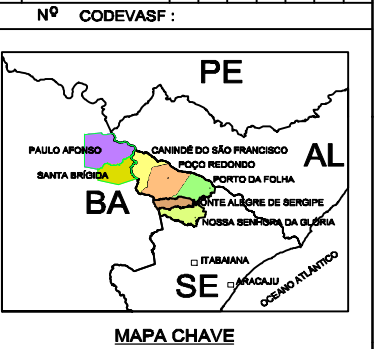 Nº CODEVASF :
PE
PAULO AFONSO
CANINDÉ DO SÃO FRANCISCO
AL
POÇO REDONDO
SANTA BRÍGIDA
PORTO DA FOLHA
BA
MONTE ALEGRE DE SERGIPE
NOSSA SENHORA DA GLÓRIA
ITABAIANA
SE
ARACAJU
OCEANO ATLÂNTICO
MAPA CHAVE